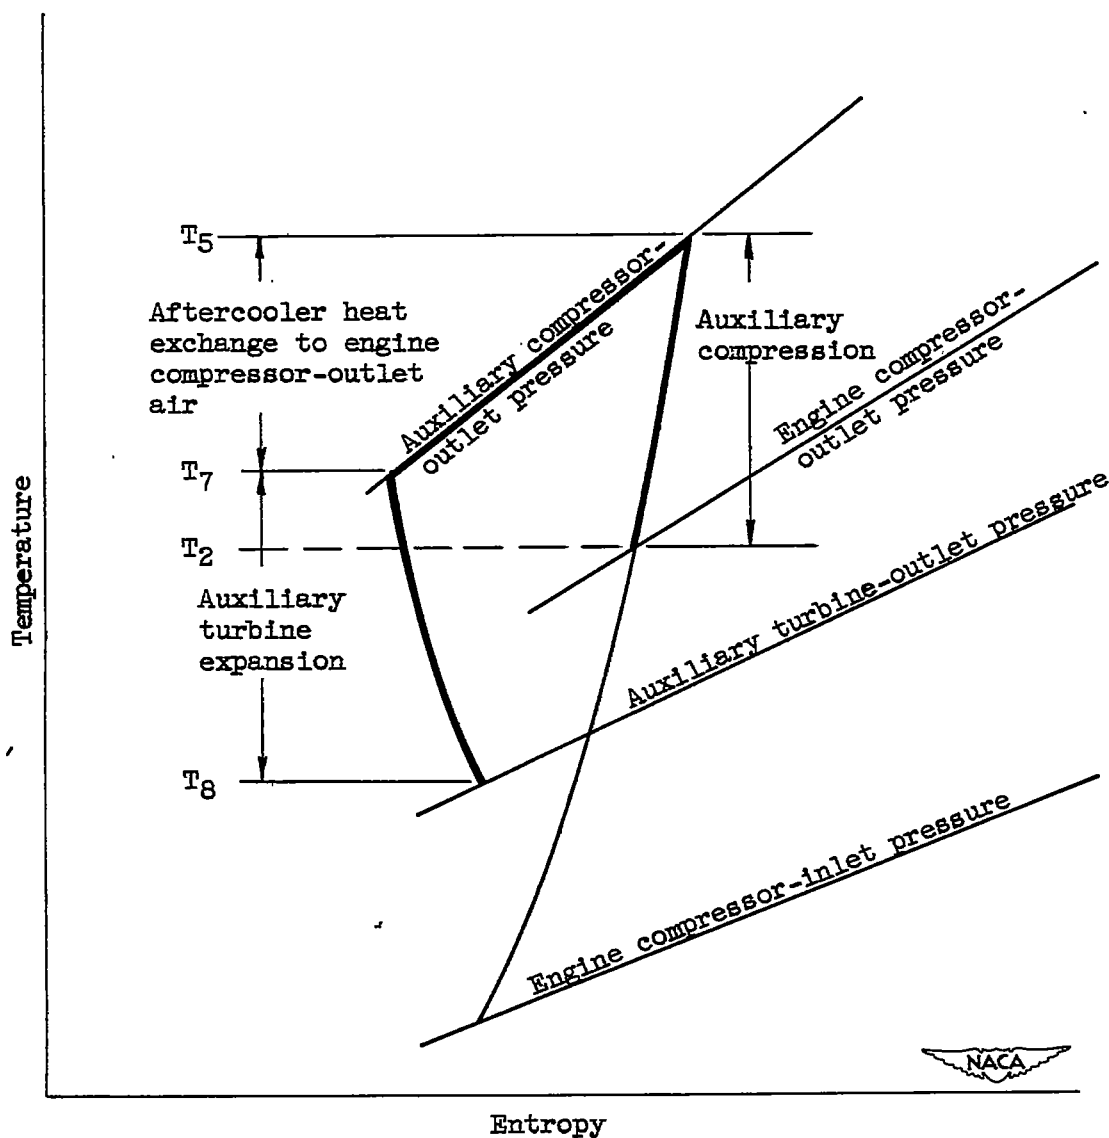 T5
Aftercooler heat
exchange to engine
compressor-outlet
air
Auxiliary compressor-
outlet pressure
Auxiliary
compression
Engine compressor-
outlet pressure
T7
T2
Auxiliary
turbine
expansion
Auxiliary turbine-outlet pressure
T8
Engine compressor-inlet pressure
Temperature
NACA
Entropy